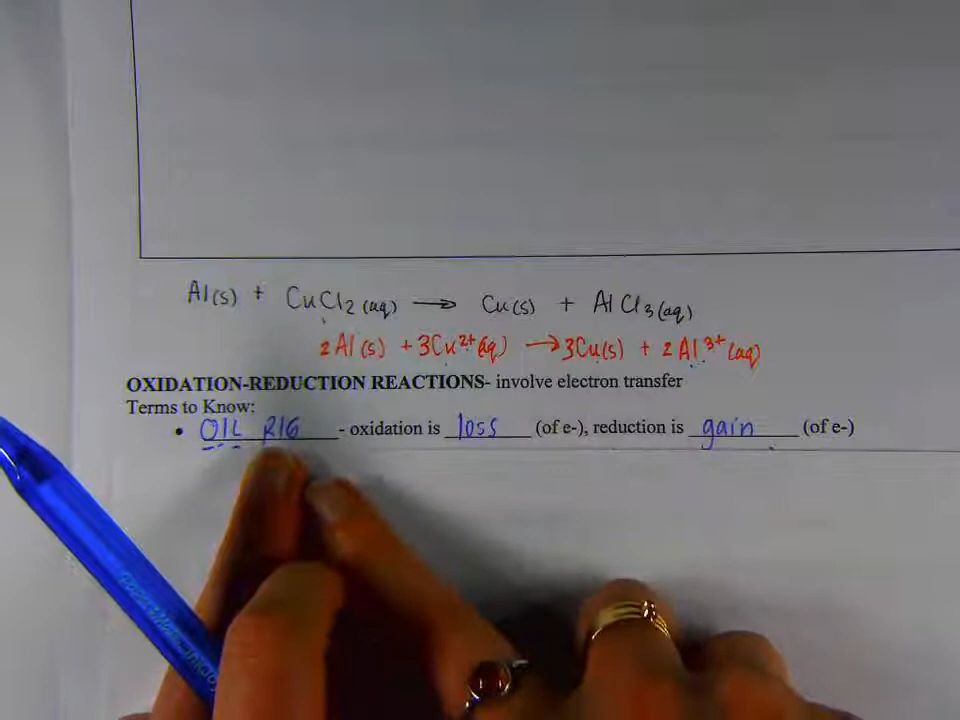 Al(s) + CuCl2(aq) → Cu(s) + AlCl3(aq)
2Al(s) + 3Cu2+(aq) → 3Cu(s) + 2Al3+(aq)
OXIDATION-REDUCTION REACTIONS- involve electron transfer
Terms to Know:
• OIL RIG - oxidation is loss (of e-), reduction is gain (of e-)